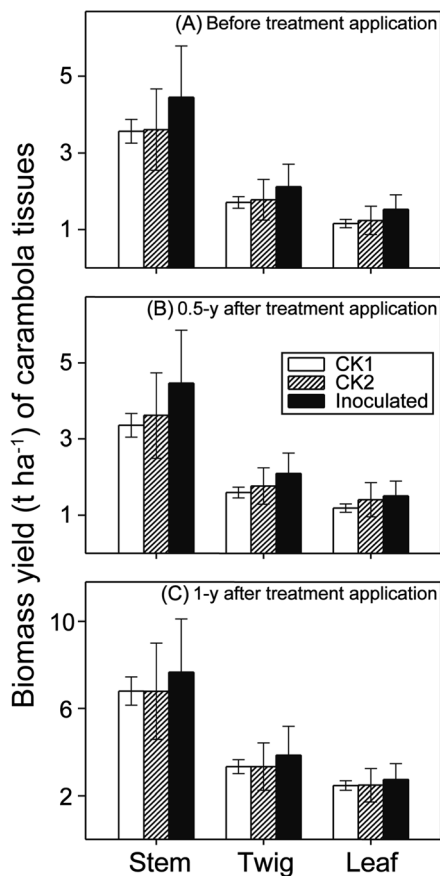 Biomass yield (t ha⁻¹) of carambola tissues
(A) Before treatment application
5
3
1
(B) 0.5-y after treatment application
5
3
1
CK1
CK2
Inoculated
(C) 1-y after treatment application
10
6
2
Stem Twig Leaf